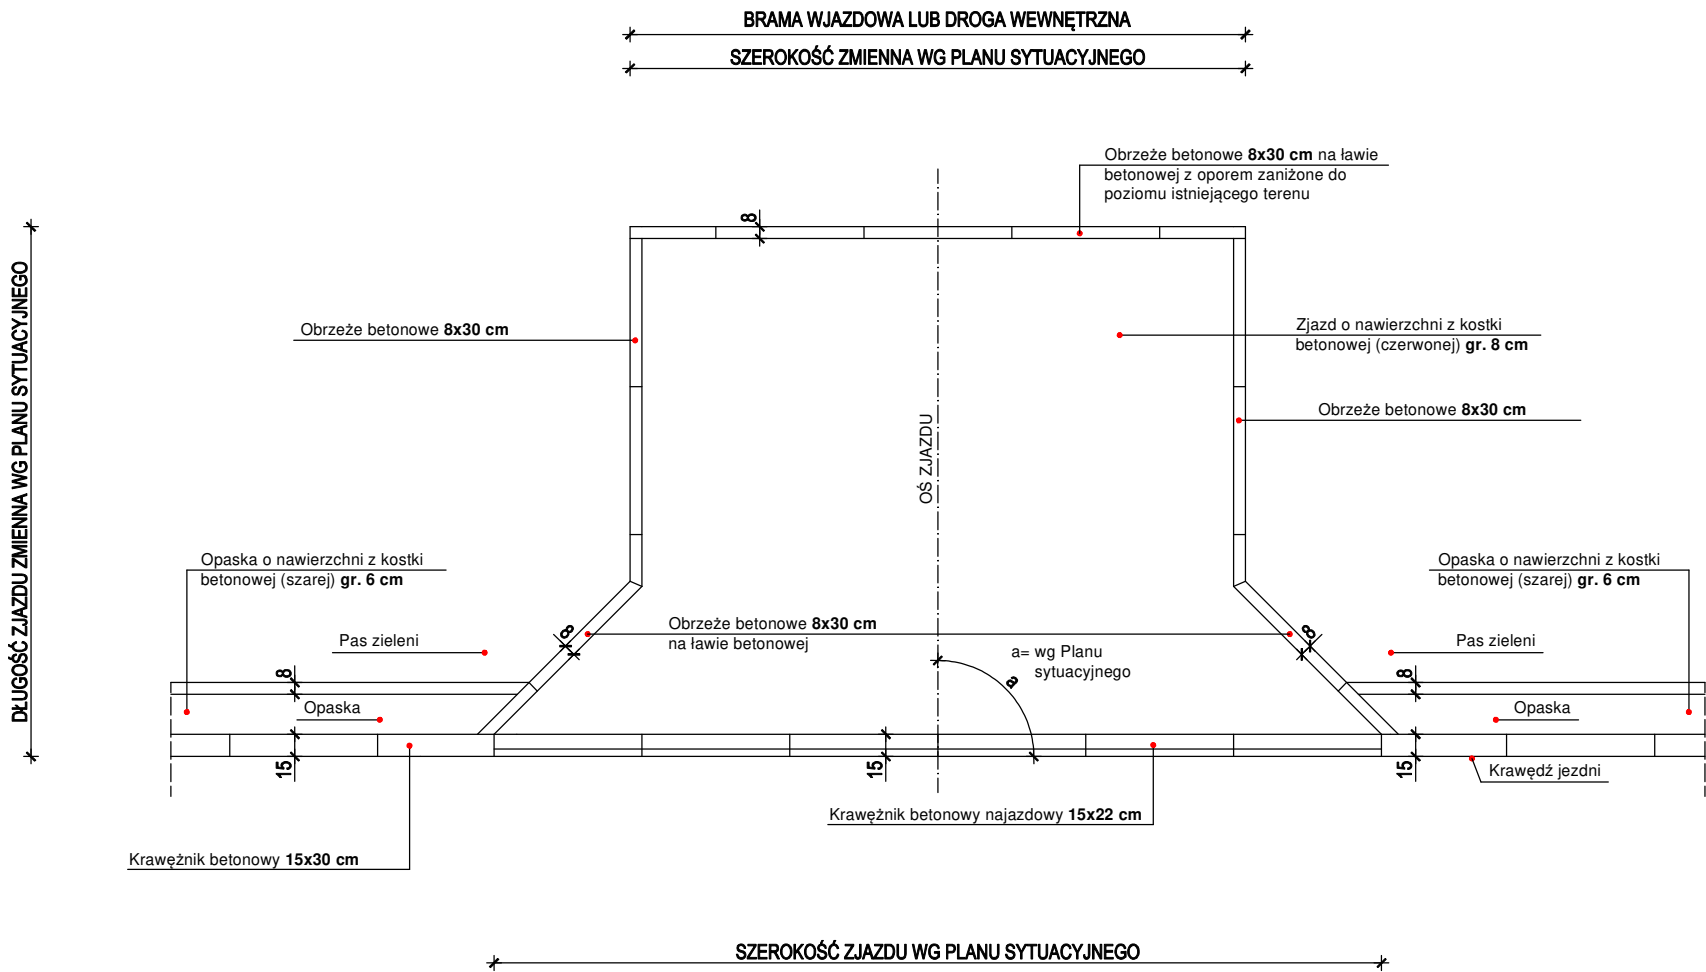 BRAMA WJAZDOWA LUB DROGA WEWNĘTRZNA
SZEROKOŚĆ ZMIENNA WG PLANU SYTUACYJNEGO
Obrzeże betonowe 8x30 cm na ławie
betonowej z oporem zaniżone do
poziomu istniejącego terenu
8
DŁUGOŚĆ ZJAZDU ZMIENNA WG PLANU SYTUACYJNEGO
Obrzeże betonowe 8x30 cm
Zjazd o nawierzchni z kostki
betonowej (czerwonej) gr. 8 cm
Obrzeże betonowe 8x30 cm
OŚ ZJAZDU
Opaska o nawierzchni z kostki
betonowej (szarej) gr. 6 cm
Opaska o nawierzchni z kostki
betonowej (szarej) gr. 6 cm
Obrzeże betonowe 8x30 cm
na ławie betonowej
8
8
Pas zieleni
a= wg Planu
sytuacyjnego
Pas zieleni
8
a
8
Opaska
Opaska
15
15
15
Krawędź jezdni
Krawężnik betonowy najazdowy 15x22 cm
Krawężnik betonowy 15x30 cm
SZEROKOŚĆ ZJAZDU WG PLANU SYTUACYJNEGO